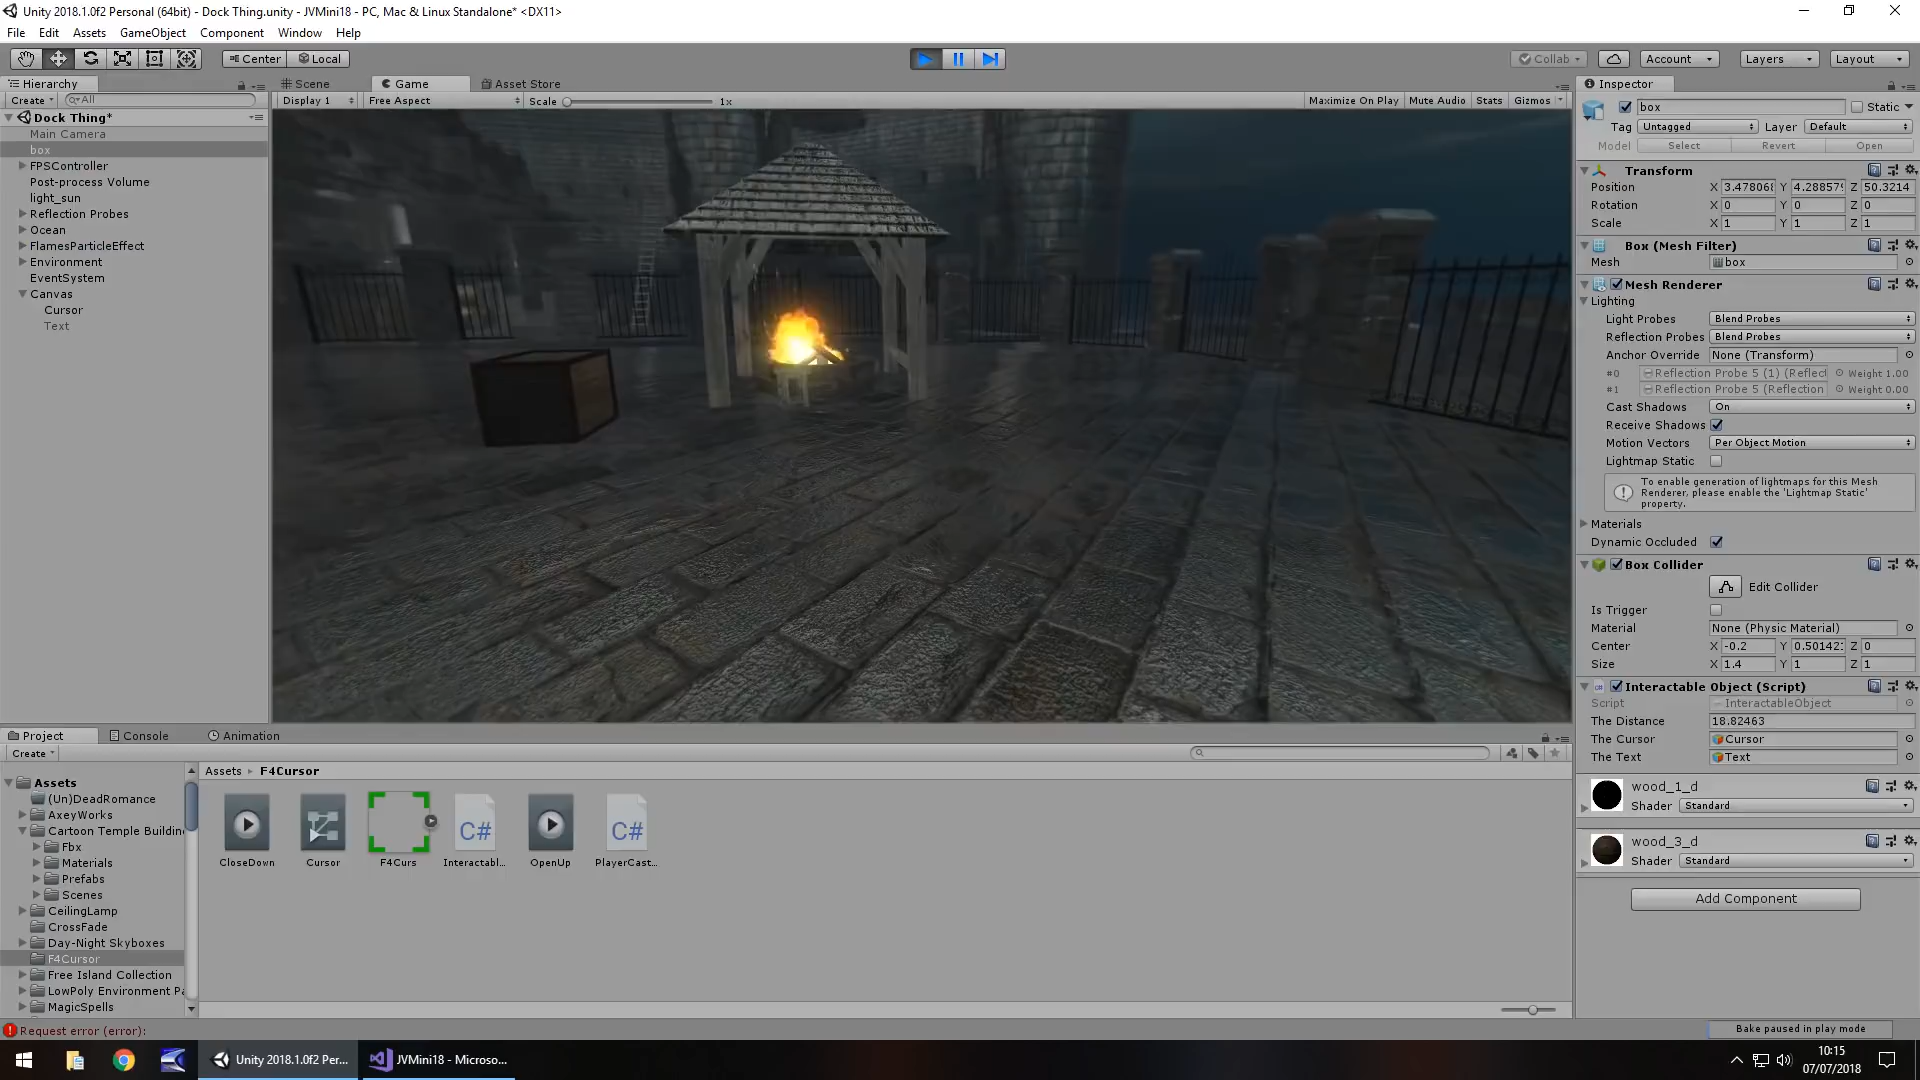 Unity 2018.1.0f2 Personal (64bit) - Dock Thing.unity - JVMini18 - PC, Mac & Linux Standalone* <DX11>
File Edit Assets GameObject Component Window Help
Center Local Collab Account Layers Layout
Hierarchy Scene Game Asset Store Inspector
Create All Display 1 Free Aspect Scale 1x Maximize On Play Mute Audio Stats Gizmos
Dock Thing*
Main Camera
box
FPSController
Post-process Volume
light_sun
Reflection Probes
Ocean
FlamesParticleEffect
Environment
EventSystem
Canvas
Cursor
Text
box Static
Tag Untagged Layer Default
Model Select Revert Open
Transform
Position X 3.47806 Y 4.28857 Z 50.3214
Rotation X 0 Y 0 Z 0
Scale X 1 Y 1 Z 1
Box (Mesh Filter)
Mesh box
Mesh Renderer
Lighting
Light Probes Blend Probes
Reflection Probes Blend Probes
Anchor Override None (Transform)
#0 Reflection Probe 5 (1) (Reflect Weight 1.00
#1 Reflection Probe 5 (Reflection Weight 0.00
Cast Shadows On
Receive Shadows
Motion Vectors Per Object Motion
Lightmap Static
To enable generation of lightmaps for this Mesh
Renderer, please enable the 'Lightmap Static'
property.
Materials
Dynamic Occluded
Box Collider
Edit Collider
Is Trigger
Material None (Physic Material)
Center X -0.2 Y 0.50142 Z 0
Size X 1.4 Y 1 Z 1
Interactable Object (Script)
Script InteractableObject
The Distance 18.82463
The Cursor Cursor
The Text Text
wood_1_d
Shader Standard
wood_3_d
Shader Standard
Add Component
Project Console Animation
Create
Assets
(Un)DeadRomance
AxeyWorks
Cartoon Temple Buildin
Fbx
Materials
Prefabs
Scenes
CeilingLamp
CrossFade
Day-Night Skyboxes
F4Cursor
Free Island Collection
LowPoly Environment Pa
MagicSpells
Assets F4Cursor
C# C#
CloseDown Cursor F4Curs Interactabl... OpenUp PlayerCast...
Request error (error):
Bake paused in play mode
Unity 2018.1.0f2 Per... JVMini18 - Microso...
10:15
07/07/2018